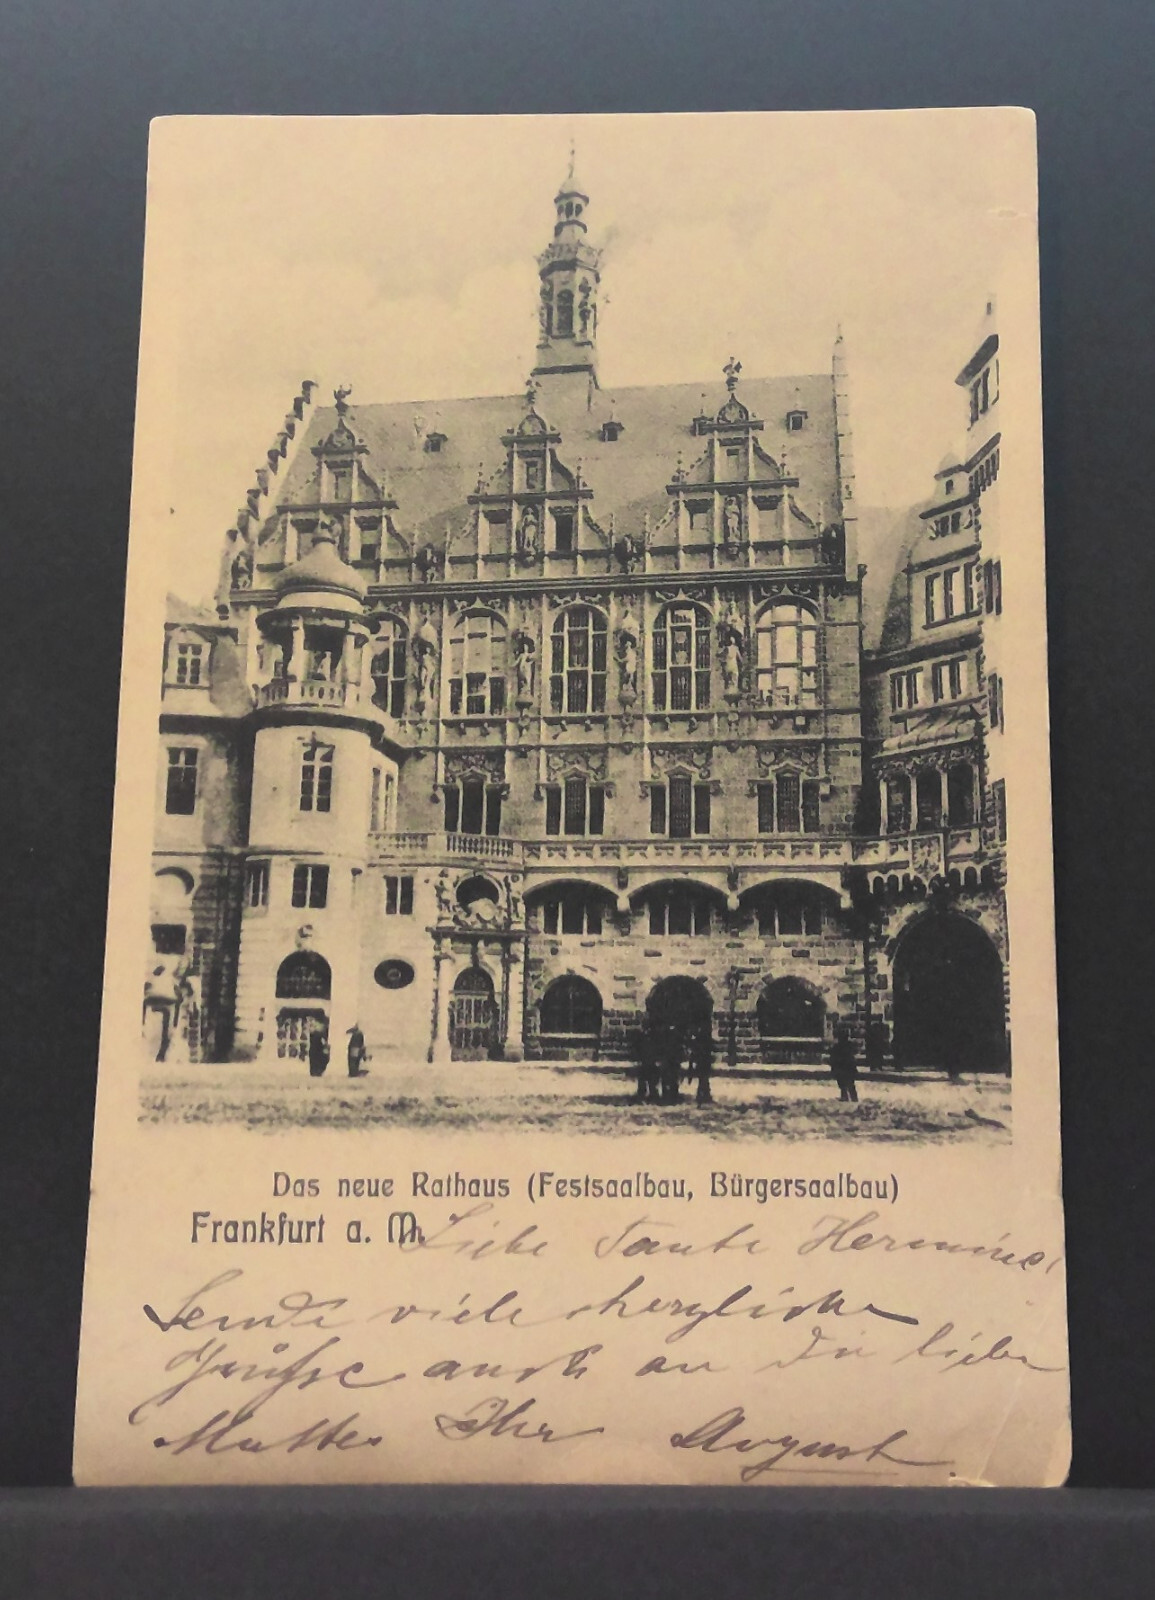 Das neue Rathaus (Festsaalbau, Bürgersaalbau)
Frankfurt a. M.
Liebe Tante Hermine,
Sende viele herzliche
Grüße auch an die liebe
Mutter Ihr August